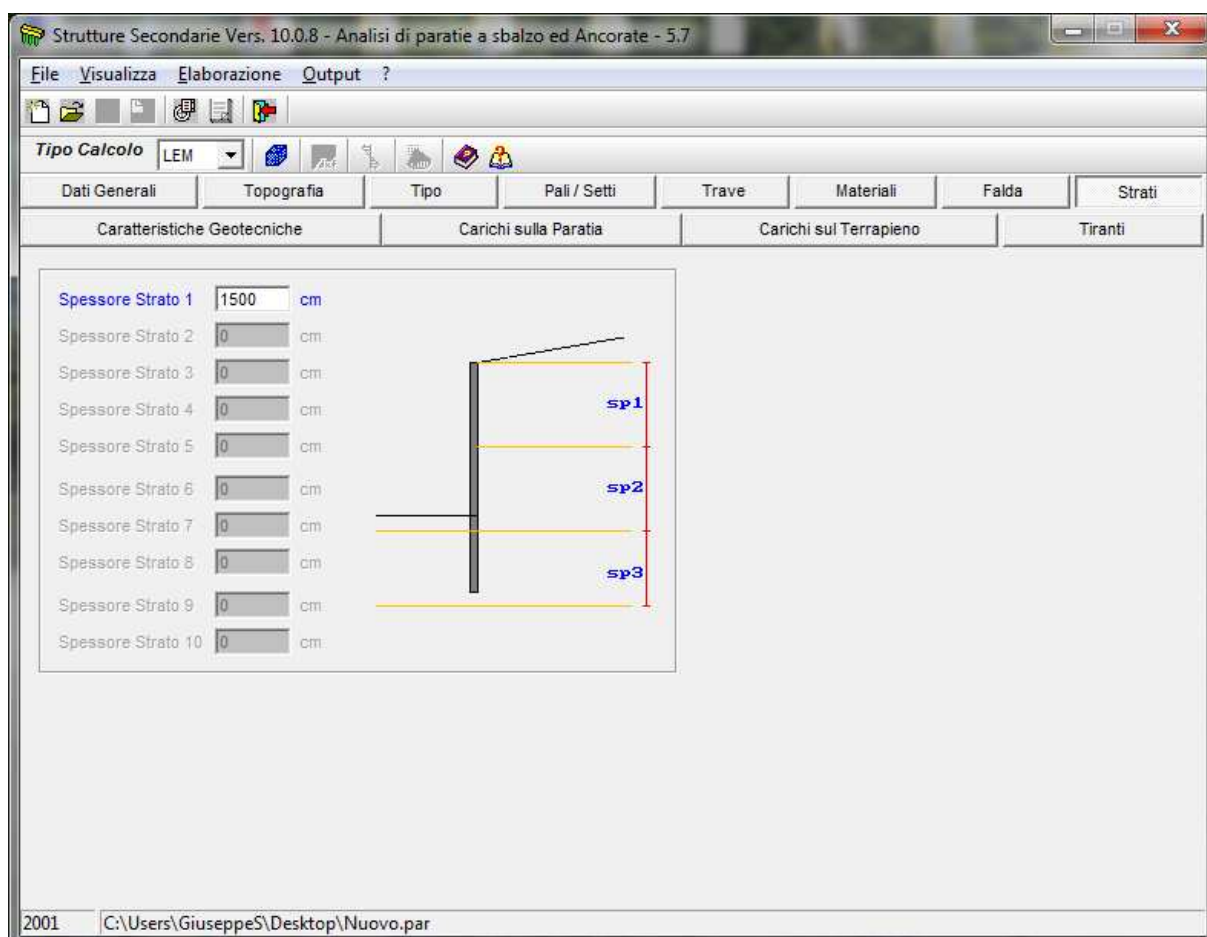 Strutture Secondarie Vers. 10.0.8 - Analisi di paratie a sbalzo ed Ancorate - 5.7
File Visualizza Elaborazione Output ?
Tipo Calcolo LEM
Dati Generali Topografia Tipo Pali / Setti Trave Materiali Falda Strati
Caratteristiche Geotecniche Carichi sulla Paratia Carichi sul Terrapieno Tiranti
Spessore Strato 1 1500 cm
Spessore Strato 2 0 cm
Spessore Strato 3 0 cm
Spessore Strato 4 0 cm
Spessore Strato 5 0 cm
Spessore Strato 6 0 cm
Spessore Strato 7 0 cm
Spessore Strato 8 0 cm
Spessore Strato 9 0 cm
Spessore Strato 10 0 cm
sp1
sp2
sp3
2001 C:\Users\GiuseppeS\Desktop\Nuovo.par